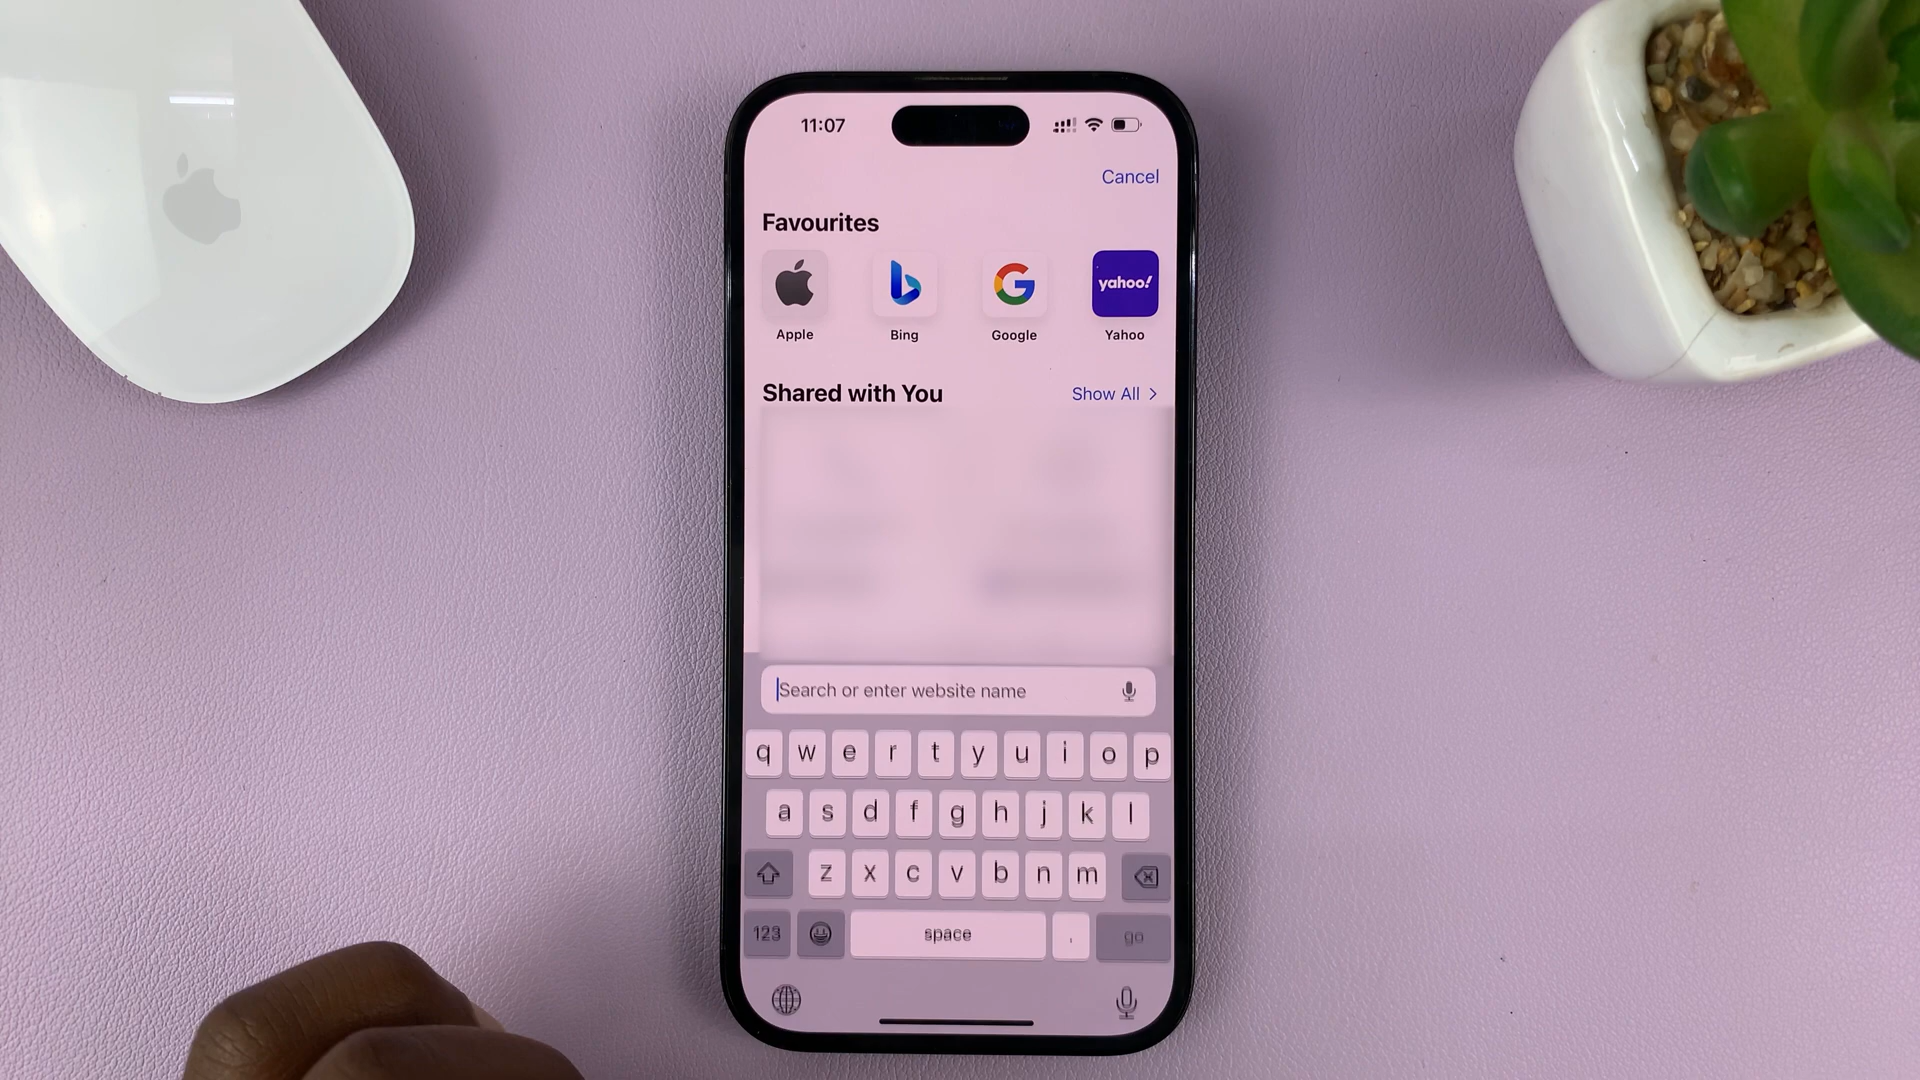 11:07
Cancel
Favourites
yahoo!
Apple Bing Google Yahoo
Shared with You Show All >
Search or enter website name
q w e r t y u i o p
a s d f g h j k l
z x c v b n m
123 space , go